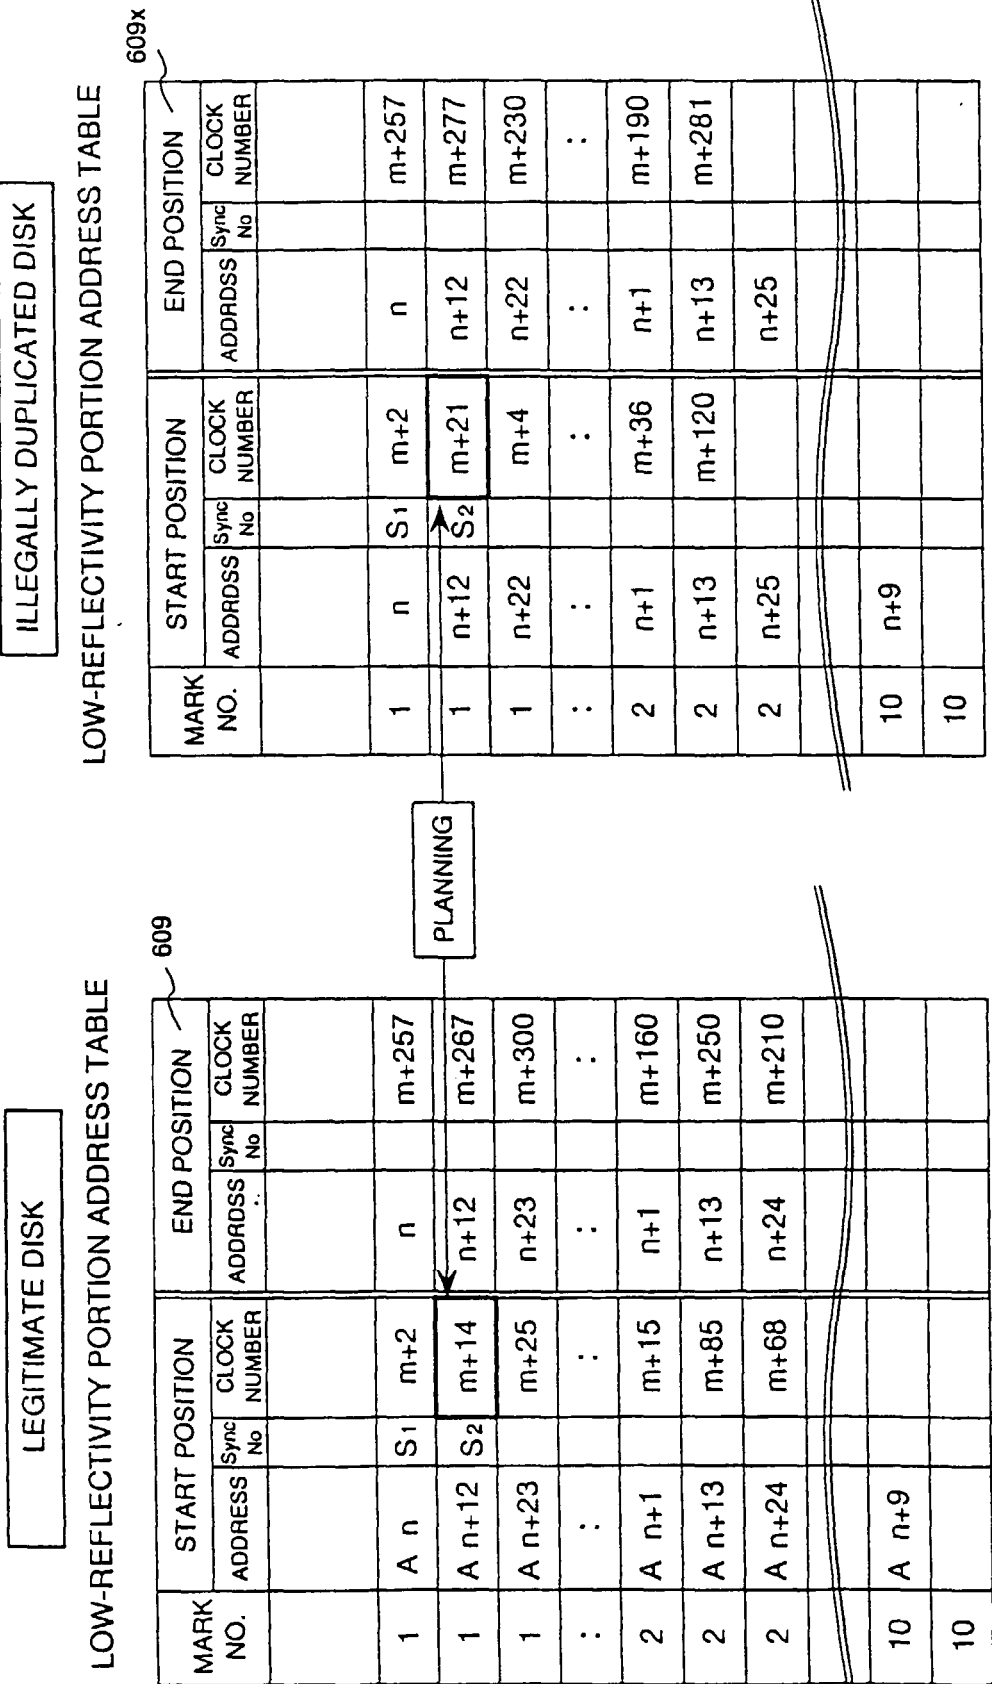 LEGITIMATE DISK
LOW-REFLECTIVITY PORTION ADDRESS TABLE
609
MARK NO. START POSITION END POSITION
ADDRESS Sync No CLOCK NUMBER ADDRDSS Sync No CLOCK NUMBER
1 A n S1 m+2 n m+257
1 A n+12 S2 m+14 n+12 m+267
1 A n+23 m+25 n+23 m+300
: : : : :
2 A n+1 m+15 n+1 m+160
2 A n+13 m+85 n+13 m+250
2 A n+24 m+68 n+24 m+210
10 A n+9
10
PLANNING
ILLEGALLY DUPLICATED DISK
LOW-REFLECTIVITY PORTION ADDRESS TABLE
609x
MARK NO. START POSITION END POSITION
ADDRDSS Sync No CLOCK NUMBER ADDRDSS Sync No CLOCK NUMBER
1 n S1 m+2 n m+257
1 n+12 S2 m+21 n+12 m+277
1 n+22 m+4 n+22 m+230
: : : : :
2 n+1 m+36 n+1 m+190
2 n+13 m+120 n+13 m+281
2 n+25 n+25
10 n+9
10